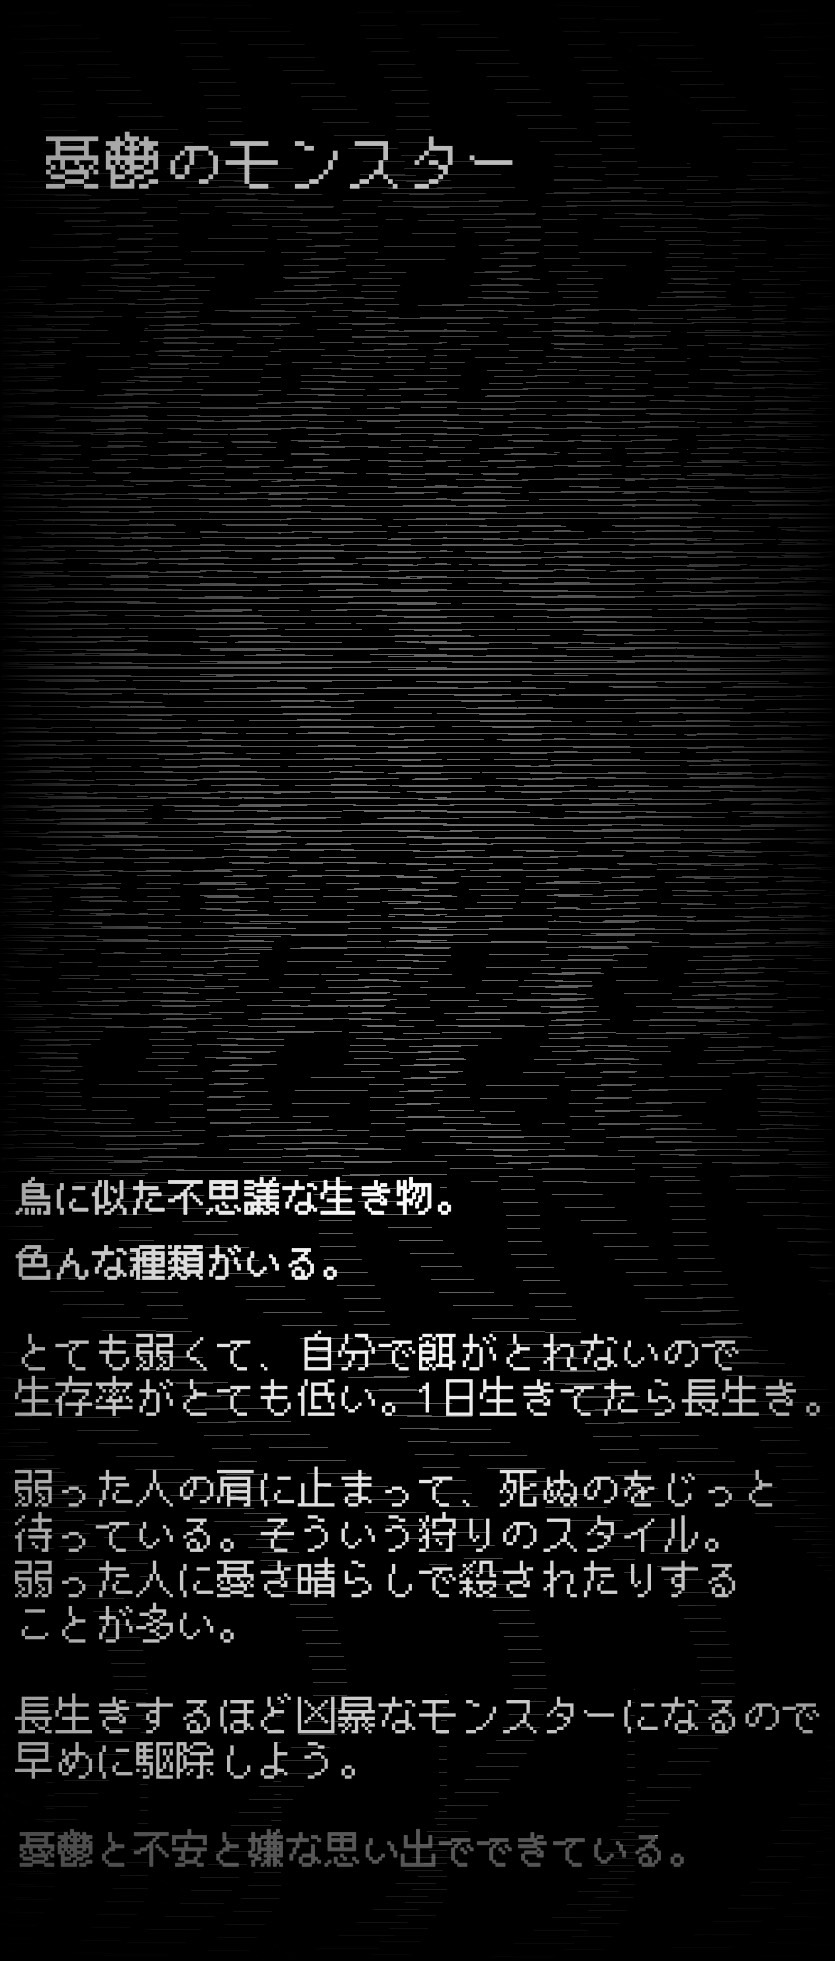 憂鬱のモンスター
鳥に似た不思議な生き物。
色んな種類がいる。
とても弱くて、自分で餌がとれないので
生存率がとても低い。1日生きてたら長生き。
弱った人の肩に止まって、死ぬのをじっと
待っている。そういう狩りのスタイル。
弱った人に憂さ晴らしで殺されたりする
ことが多い。
長生きするほど凶暴なモンスターになるので
早めに駆除しよう。
憂鬱と不安と嫌な思い出でできている。